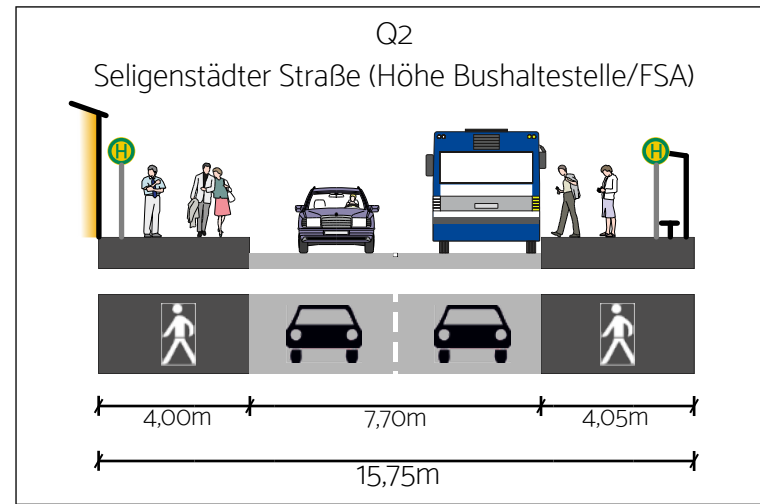 Q2
Seligenstädter Straße (Höhe Bushaltestelle/FSA)
H
H
4,00m
7,70m
4,05m
15,75m